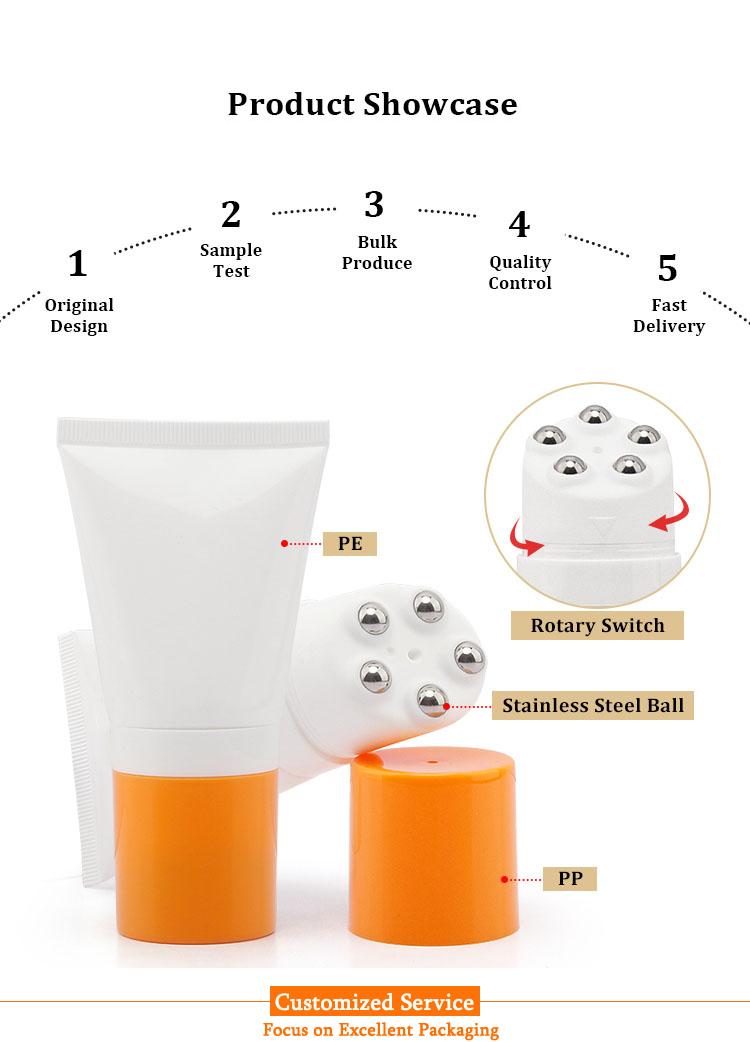 Product Showcase
1
Original
Design
2
Sample
Test
3
Bulk
Produce
4
Quality
Control
5
Fast
Delivery
PE
Rotary Switch
Stainless Steel Ball
PP
Customized Service
Focus on Excellent Packaging